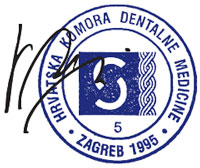 HRVATSKA KOMORA DENTALNE MEDICINE
5
• ZAGREB 1995 •